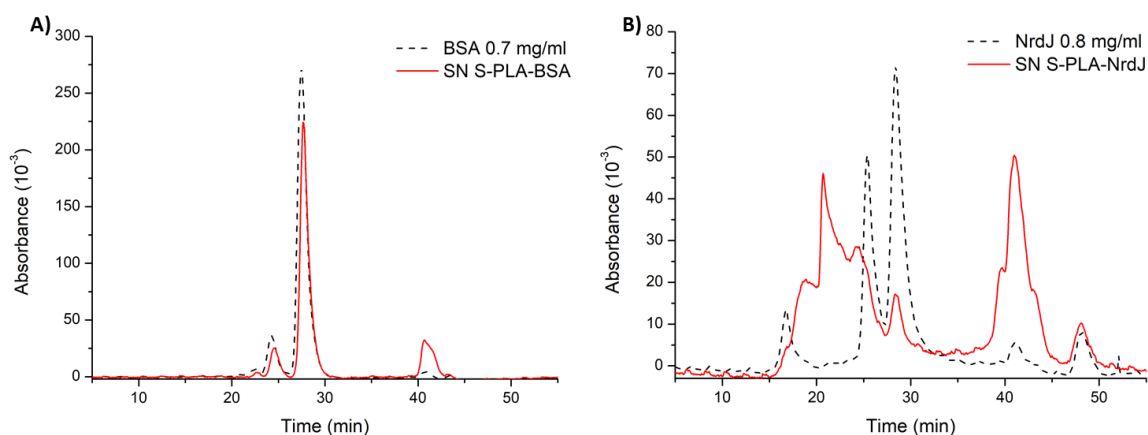 A)
BSA 0.7 mg/ml
SN S-PLA-BSA
300
250
200
150
100
50
0
Absorbance (10-3)
10 20 30 40 50
Time (min)
B)
NrdJ 0.8 mg/ml
SN S-PLA-NrdJ
80
70
60
50
40
30
20
10
0
Absorbance (10-3)
10 20 30 40 50
Time (min)